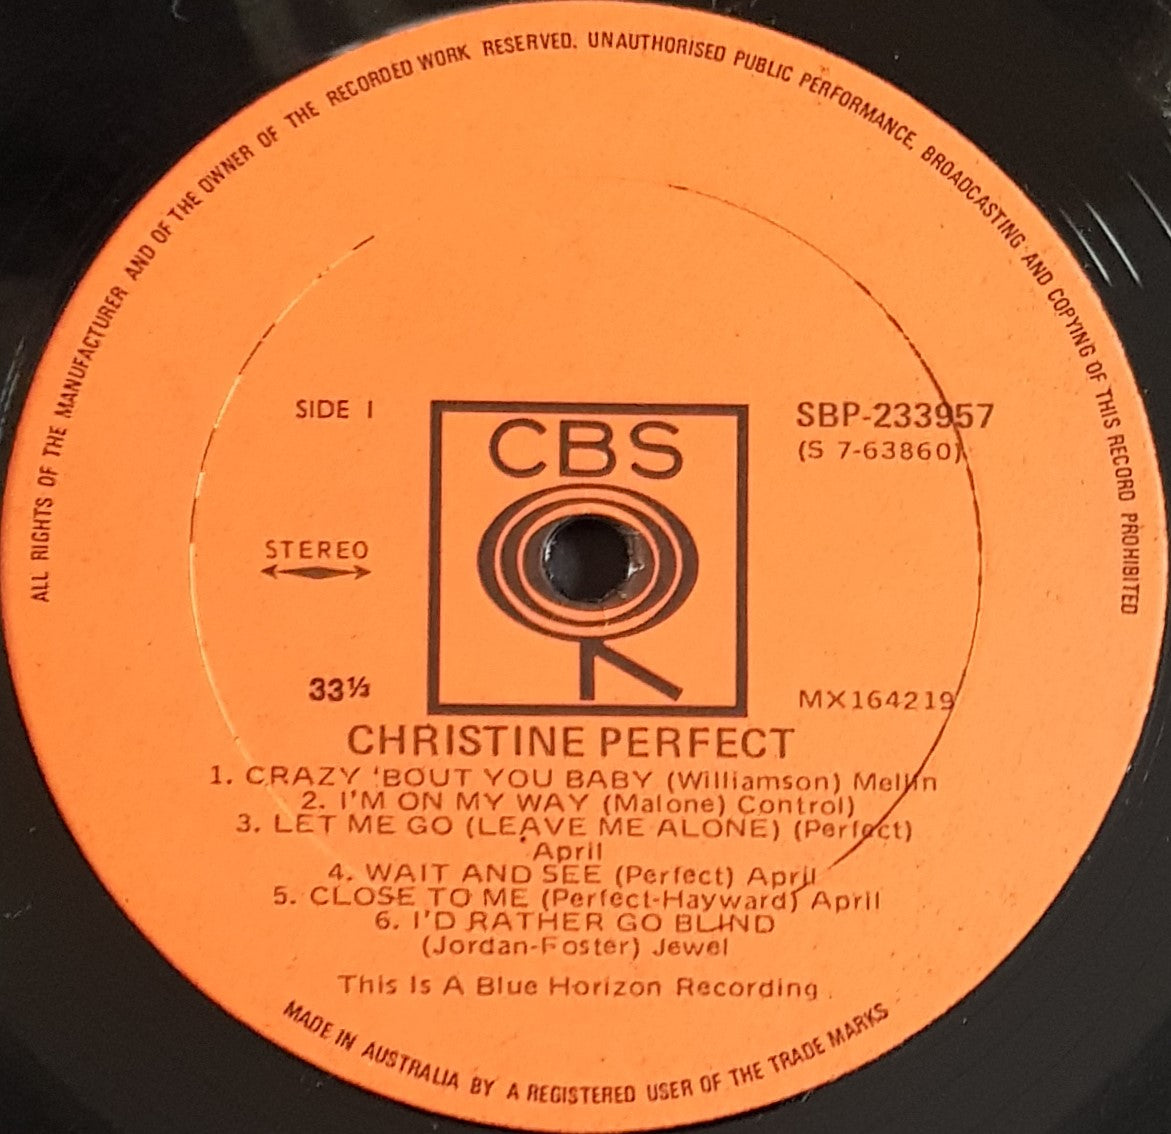 ALL RIGHTS OF THE MANUFACTURER AND OF THE OWNER OF THE RECORDED WORK RESERVED. UNAUTHORISED PUBLIC PERFORMANCE, BROADCASTING AND COPYING OF THIS RECORD PROHIBITED
SIDE 1
CBS
SBP-233957
(S 7-63860)
STEREO
33⅓
MX164219
CHRISTINE PERFECT
1. CRAZY 'BOUT YOU BABY (Williamson) Mellin
2. I'M ON MY WAY (Malone) Control)
3. LET ME GO (LEAVE ME ALONE) (Perfect)
April
4. WAIT AND SEE (Perfect) April
5. CLOSE TO ME (Perfect-Hayward) April
6. I'D RATHER GO BLIND
(Jordan-Foster) Jewel
This Is A Blue Horizon Recording
MADE IN AUSTRALIA BY A REGISTERED USER OF THE TRADE MARKS